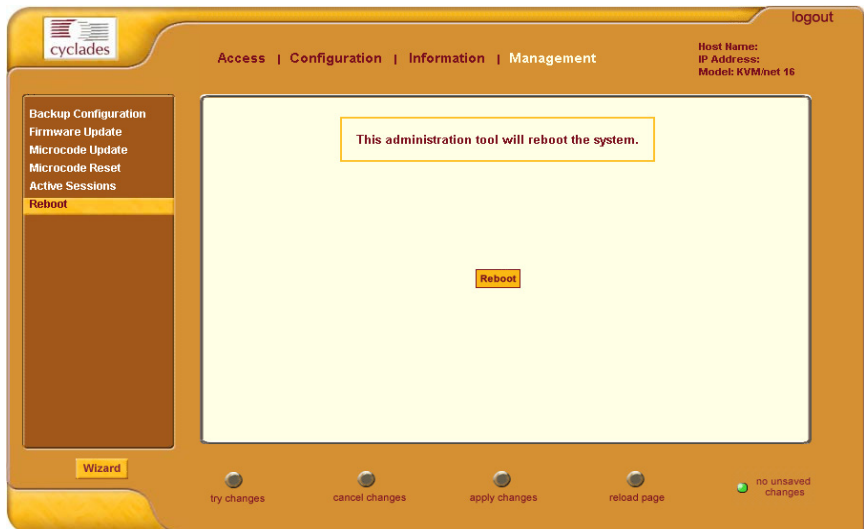 logout
cyclades
Access | Configuration | Information | Management
Host Name:
IP Address:
Model: KVM/net 16
Backup Configuration
Firmware Update
Microcode Update
Microcode Reset
Active Sessions
Reboot
This administration tool will reboot the system.
Reboot
Wizard
try changes
cancel changes
apply changes
reload page
no unsaved
changes